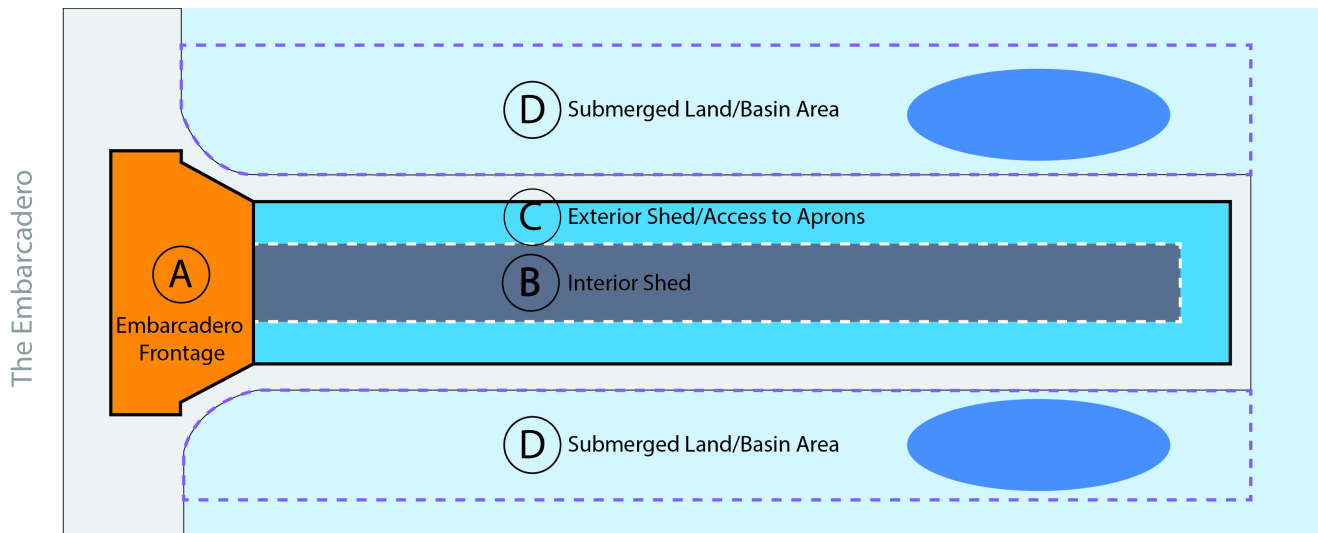 The Embarcadero
D Submerged Land/Basin Area
C Exterior Shed/Access to Aprons
A
B Interior Shed
Embarcadero
Frontage
D Submerged Land/Basin Area